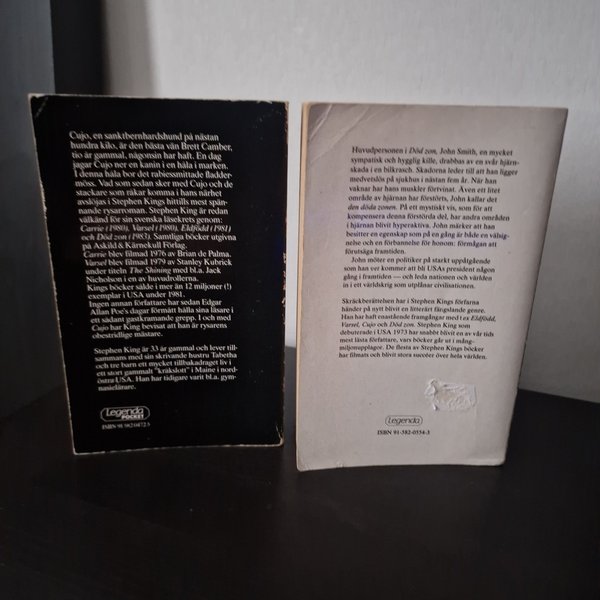 Cujo, en sanktbernhardshund på nästan
hundra kilo, är den bästa vän Brett Camber,
tio år gammal, någonsin har haft. En dag
jagar Cujo ner en kanin i en håla i marken.
I denna håla bor det rabiessmittade fladder-
möss. Vad som sedan sker med Cujo och de
stackare som råkar komma i hans närhet
avslöjas i Stephen Kings hittills mest spän-
nande rysarroman. Stephen King är redan
välkänd för sin svenska läsekrets genom:
Carrie (1980), Varsel (1980), Eldfödd (1981)
och Död zon (1983). Samtliga böcker utgivna
på Askild & Kärnekull Förlag.
Carrie blev filmad 1976 av Brian de Palma.
Varsel blev filmad 1979 av Stanley Kubrick
under titeln The Shining med bl.a. Jack
Nicholson i en av huvudrollerna.
Kings böcker sålde i mer än 12 miljoner (!)
exemplar i USA under 1981.
Ingen annan författare har sedan Edgar
Allan Poe's dagar förmått hålla sina läsare i
ett sådant gastkramande grepp. I och med
Cujo har King bevisat att han är rysarens
obestridlige mästare.
Stephen King är 33 år gammal och lever till-
sammans med sin skrivande hustru Tabetha
och tre barn ett mycket tillbakadraget liv i
ett stort gammalt "kråkslott" i Maine i nord-
östra USA. Han har tidigare varit bl.a. gym-
nasielärare.
Legenda
POCKET
ISBN 91 582 0472 5
Huvudpersonen i Död zon, John Smith, en mycket
sympatisk och hygglig kille, drabbas av en svår hjärn-
skada i en bilkrasch. Skadorna leder till att han ligger
medvetslös på sjukhus i nästan fem år. När han
vaknar har hans muskler förtvinat. Även ett litet
område av hjärnan har förstörts, John kallar det
den döda zonen. På ett mystiskt vis, som för att
kompensera denna förstörda del, har andra områden
i hjärnan blivit hyperaktiva. John märker att han
besitter en egenskap som på en gång är både en välsig-
nelse och en förbannelse för honom: förmågan att
förutsäga framtiden.
John möter en politiker på starkt uppåtgående
som han ser kommer att bli USAs president någon
gång i framtiden — och leda nationen och världen
in i ett världskrig som utplånar civilisationen.
Skräckberättelsen har i Stephen Kings författarna
händer på nytt blivit en litterärt fängslande genre.
Han har haft enastående framgångar med t ex Eldfödd,
Varsel, Cujo och Död zon. Stephen King som
debuterade i USA 1973 har snabbt blivit en av vår tids
mest lästa författare, vars böcker går ut i mång-
miljonupplagor. De flesta av Stephen Kings böcker
har filmats och blivit stora succéer över hela världen.
Legenda
ISBN 91-582-0554-3